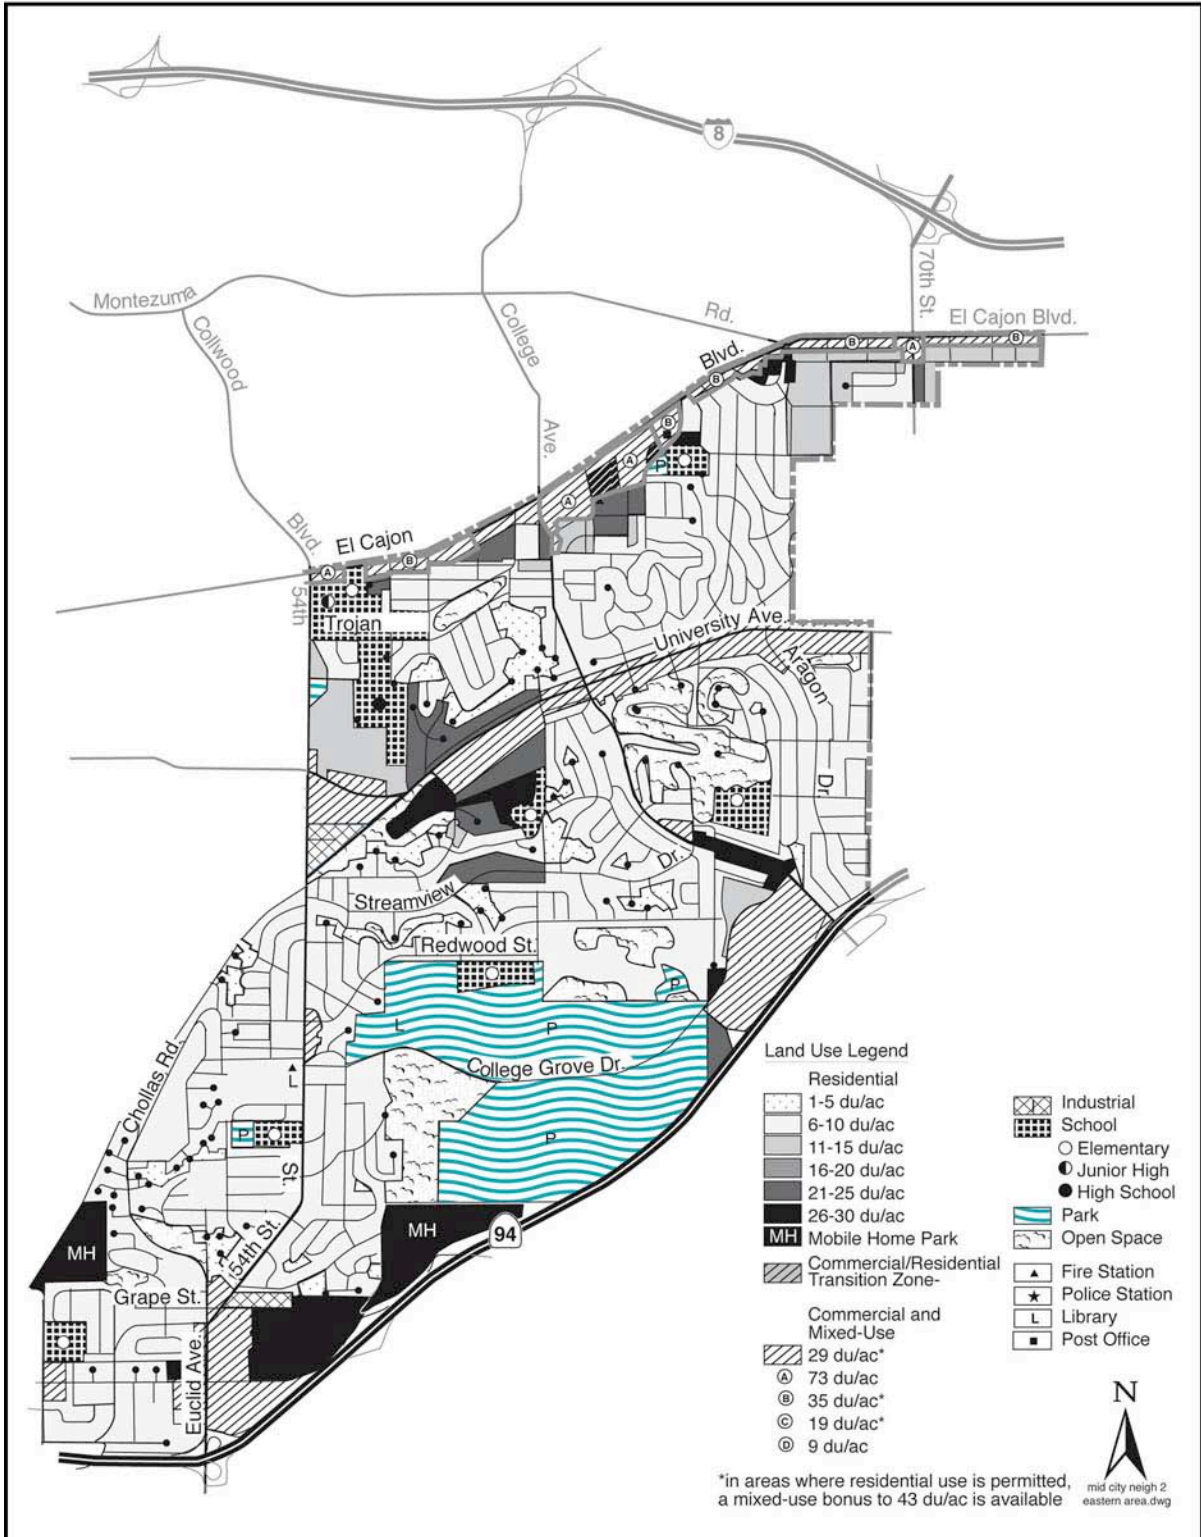 8
70th St.
Montezuma
Rd.
El Cajon Blvd.
Collwood
College
Blvd.
B
A
B
B
Ave.
B
A
P
A
Blvd.
El Cajon
B
A
54th
Trojan
University Ave.
Aragon
Dr.
Dr.
Streamview
Redwood St.
P
L
P
College Grove Dr.
Chollas Rd.
L
P
P
St.
94
MH
MH
54th St.
Grape St.
Euclid Ave.
Land Use Legend
Residential
1-5 du/ac
6-10 du/ac
11-15 du/ac
16-20 du/ac
21-25 du/ac
26-30 du/ac
MH Mobile Home Park
Commercial/Residential
Transition Zone-
Commercial and
Mixed-Use
29 du/ac*
A 73 du/ac
B 35 du/ac*
C 19 du/ac*
D 9 du/ac
I Industrial
School
Elementary
Junior High
High School
Park
Open Space
Fire Station
Police Station
L Library
Post Office
*in areas where residential use is permitted,
a mixed-use bonus to 43 du/ac is available
N
mid city neigh 2
eastern area.dwg